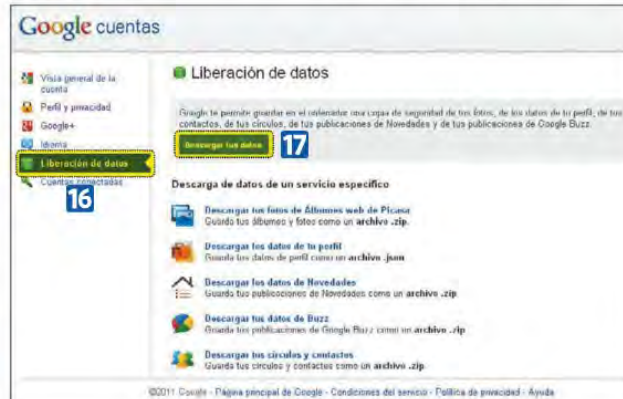 Google cuentas
Vista general de la
cuenta
Perfil y privacidad
Google+
Idioma
Liberación de datos
Cuentas conectadas
16
Liberación de datos
Google te permite guardar en el ordenador una copia de seguridad de tus fotos, de los datos de tu perfil, de tus
contactos, de tus círculos, de tus publicaciones de Novedades y de tus publicaciones de Google Buzz.
Descargar tus datos
17
Descarga de datos de un servicio específico
Descargar tus fotos de Álbumes web de Picasa
Guarda tus álbumes y fotos como un archivo .zip.
Descargar los datos de tu perfil
Guarda tus datos de perfil como un archivo .json
Descargar los datos de Novedades
Guarda tus publicaciones de Novedades como un archivo .zip
Descargar tus datos de Buzz
Guarda tus publicaciones de Google Buzz como un archivo .zip
Descargar tus círculos y contactos
Guarda tus círculos y contactos como un archivo .zip
©2011 Google - Página principal de Google - Condiciones del servicio - Política de privacidad - Ayuda